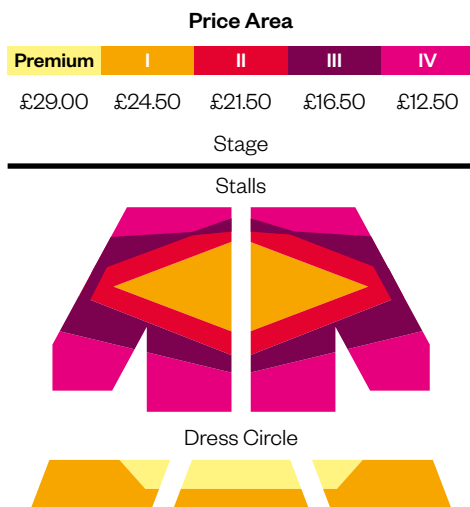 Price Area
Premium I II III IV
£29.00 £24.50 £21.50 £16.50 £12.50
Stage
Stalls
Dress Circle